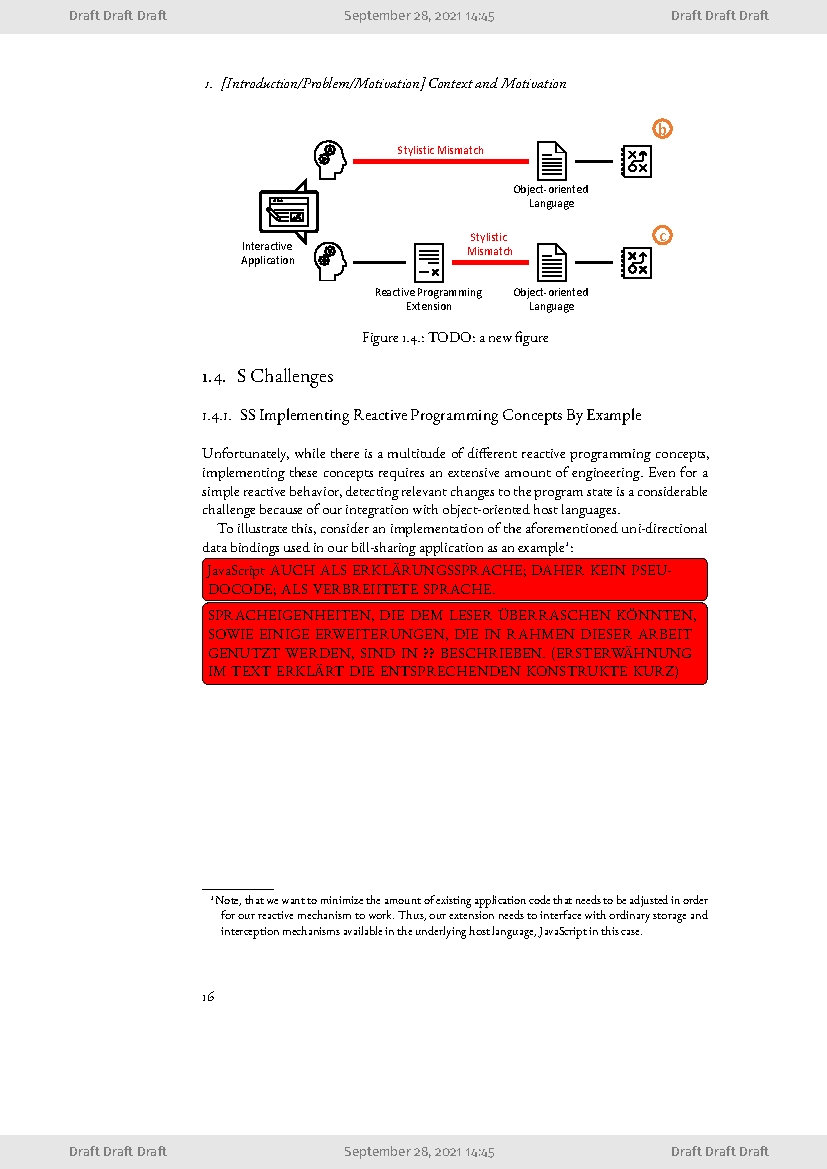 Draft Draft Draft September 28, 2021 14:45 Draft Draft Draft
1. [Introduction/Problem/Motivation] Context and Motivation
b
Stylistic Mismatch
Object-oriented
Language
Interactive
Application
Stylistic
Mismatch
c
Reactive Programming
Extension
Object-oriented
Language
Figure 1.4.: TODO: a new figure
1.4. S Challenges
1.4.1. SS Implementing Reactive Programming Concepts By Example
Unfortunately, while there is a multitude of different reactive programming concepts,
implementing these concepts requires an extensive amount of engineering. Even for a
simple reactive behavior, detecting relevant changes to the program state is a considerable
challenge because of our integration with object-oriented host languages.
To illustrate this, consider an implementation of the aforementioned uni-directional
data bindings used in our bill-sharing application as an example¹:
JavaScript AUCH ALS ERKLÄRUNGSSPRACHE; DAHER KEIN PSEU-
DOCODE; ALS VERBREITETE SPRACHE.
SPRACHEIGENHEITEN, DIE DEM LESER ÜBERRASCHEN KÖNNTEN,
SOWIE EINIGE ERWEITERUNGEN, DIE IN RAHMEN DIESER ARBEIT
GENUTZT WERDEN, SIND IN ?? BESCHRIEBEN. (ERSTERWÄHNUNG
IM TEXT ERKLÄRT DIE ENTSPRECHENDEN KONSTRUKTE KURZ)
¹Note, that we want to minimize the amount of existing application code that needs to be adjusted in order
for our reactive mechanism to work. Thus, our extension needs to interface with ordinary storage and
interception mechanisms available in the underlying host language, JavaScript in this case.
16
Draft Draft Draft September 28, 2021 14:45 Draft Draft Draft